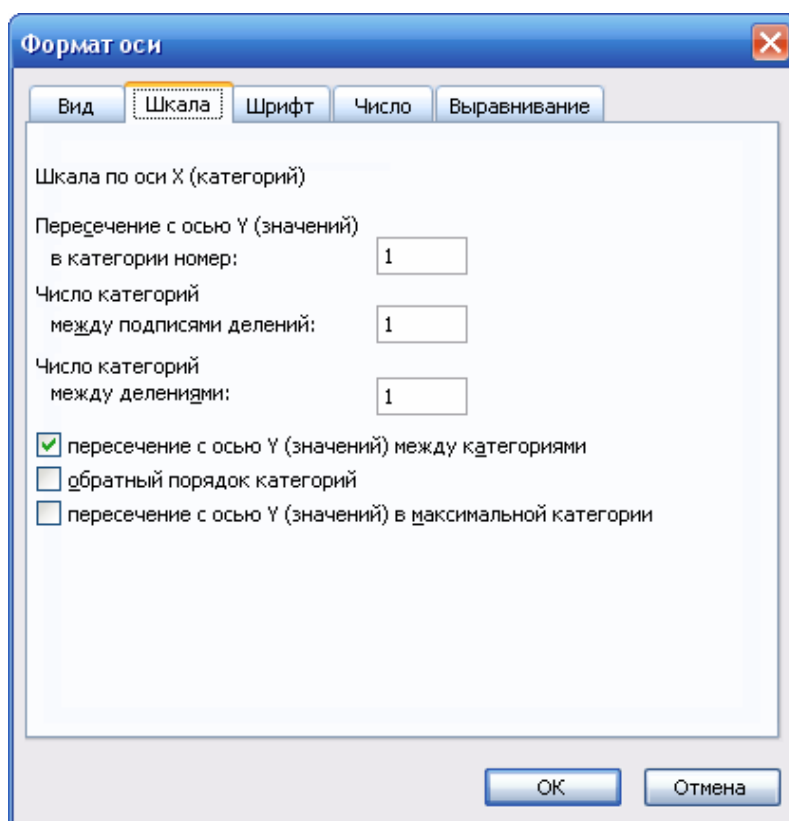 Формат оси
Вид Шкала Шрифт Число Выравнивание
Шкала по оси X (категорий)
Пересечение с осью Y (значений)
в категории номер: 1
Число категорий
между подписями делений: 1
Число категорий
между делениями: 1
пересечение с осью Y (значений) между категориями
обратный порядок категорий
пересечение с осью Y (значений) в максимальной категории
ОК Отмена